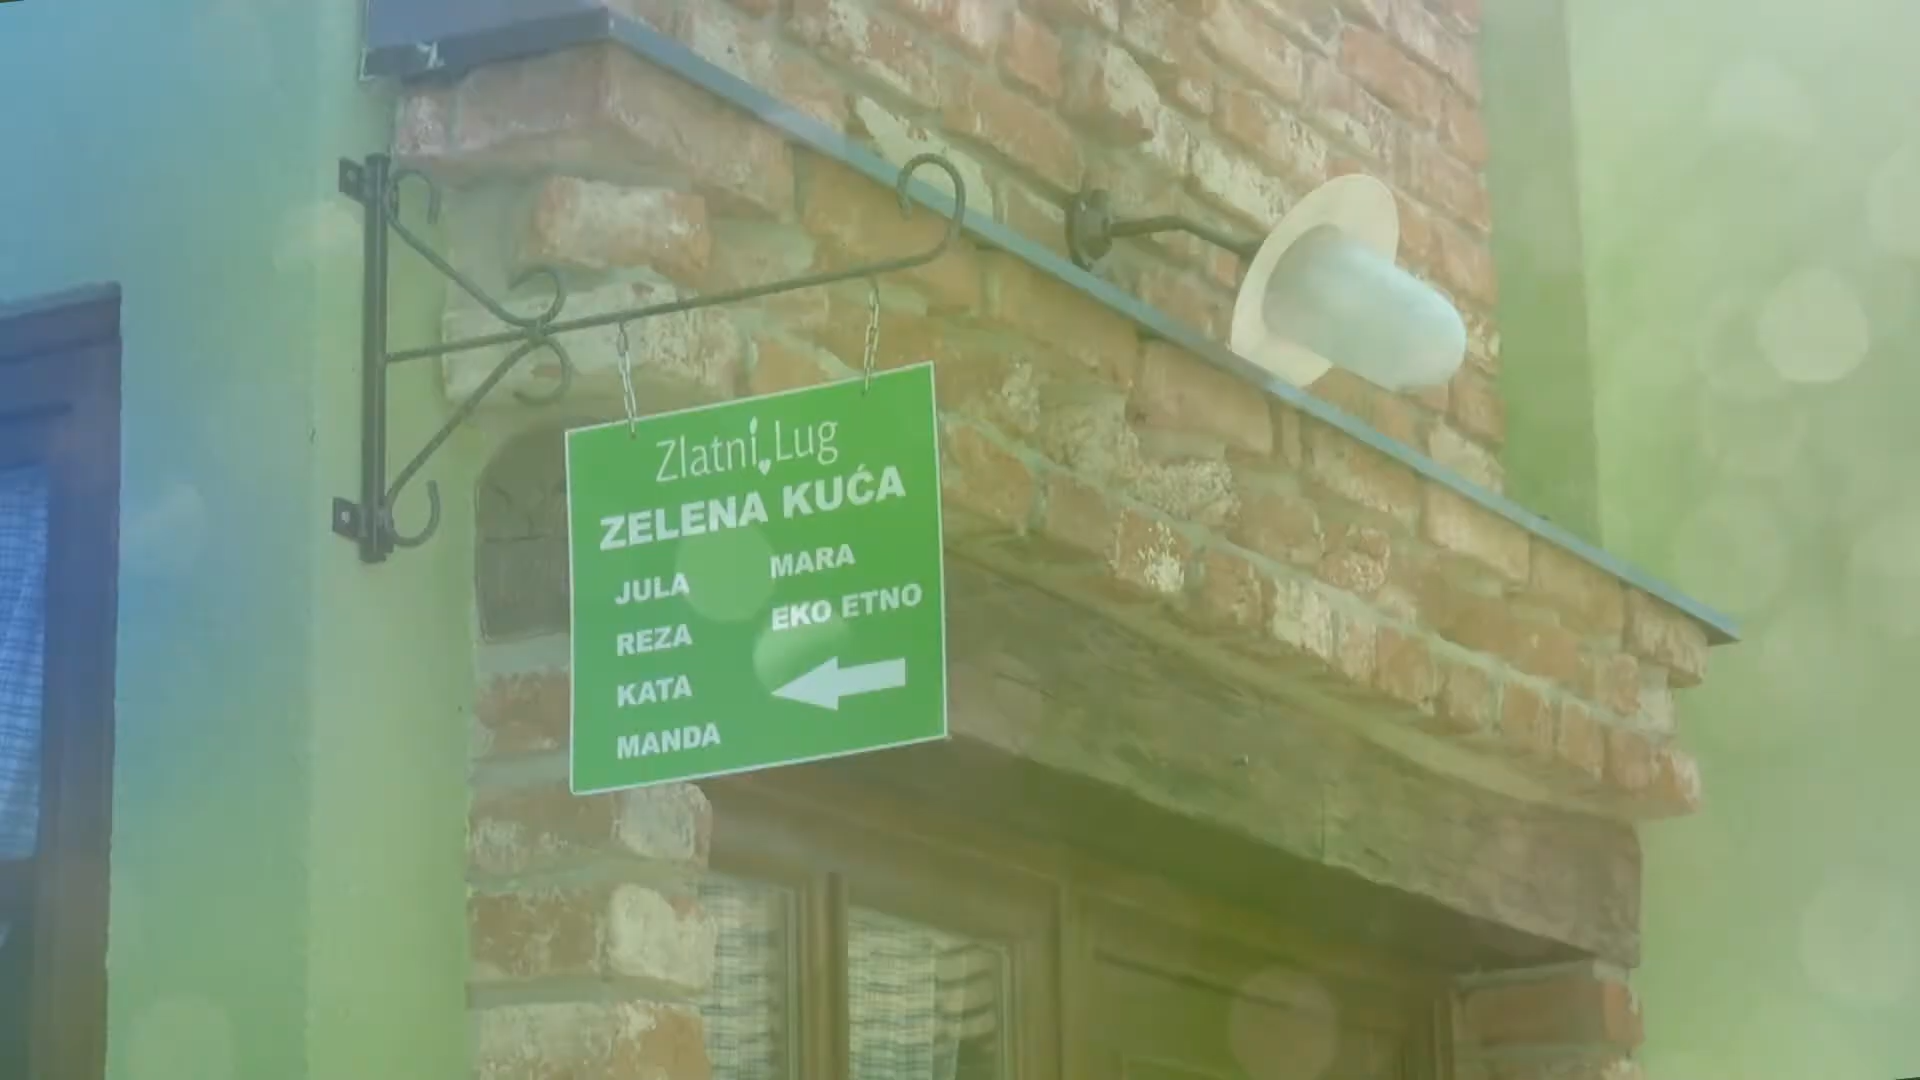 Zlatni Lug
ZELENA KUĆA
JULA
REZA
KATA
MANDA
MARA
EKO ETNO